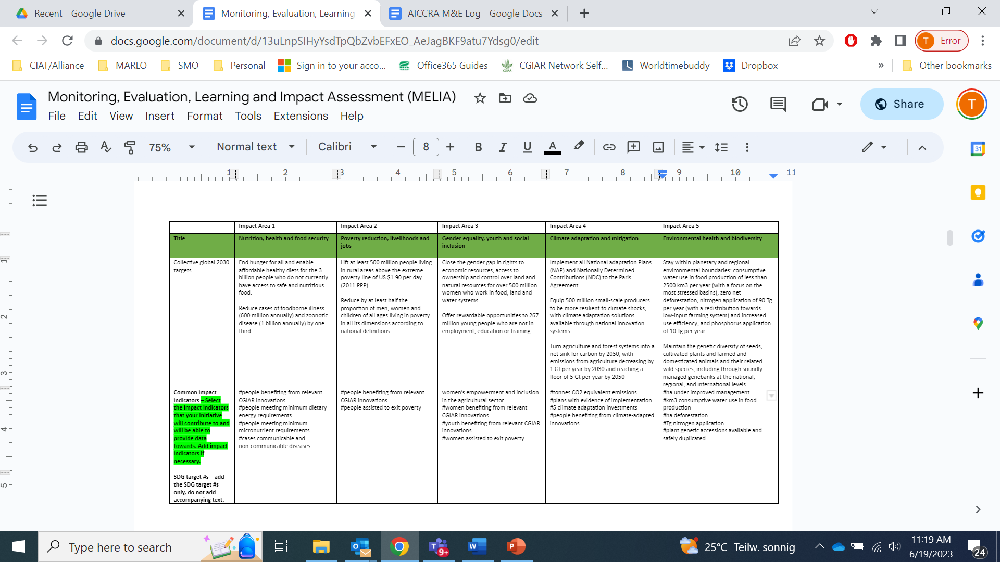 Recent - Google Drive
Monitoring, Evaluation, Learning
AICCRA M&E Log - Google Docs
docs.google.com/document/d/13uLnpSIHyYsdTpQbZvbEFxEO_AeJagBKF9atu7Ydsg0/edit
T Error
CIAT/Alliance
MARLO
SMO
Personal
Sign in to your acco...
Office365 Guides
CGIAR Network Self...
Worldtimebuddy
Dropbox
»
Other bookmarks
Monitoring, Evaluation, Learning and Impact Assessment (MELIA)
File Edit View Insert Format Tools Extensions Help
Share
T
75% Normal text Calibri 8 B I U A
31
1 2 3 4 5 6 7 8 9 10 11
1
2
3
4
5
Impact Area 1
Impact Area 2
Impact Area 3
Impact Area 4
Impact Area 5
Title
Nutrition, health and food security
Poverty reduction, livelihoods and
jobs
Gender equality, youth and social
inclusion
Climate adaptation and mitigation
Environmental health and biodiversity
Collective global 2030
targets
End hunger for all and enable
affordable healthy diets for the 3
billion people who do not currently
have access to safe and nutritious
food.
Reduce cases of foodborne illness
(600 million annually) and zoonotic
disease (1 billion annually) by one
third.
Lift at least 500 million people living
in rural areas above the extreme
poverty line of US $1.90 per day
(2011 PPP).
Reduce by at least half the
proportion of men, women and
children of all ages living in poverty
in all its dimensions according to
national definitions.
Close the gender gap in rights to
economic resources, access to
ownership and control over land and
natural resources for over 500 million
women who work in food, land and
water systems.
Offer rewardable opportunities to 267
million young people who are not in
employment, education or training
Implement all National adaptation Plans
(NAP) and Nationally Determined
Contributions (NDC) to the Paris
Agreement.
Equip 500 million small-scale producers
to be more resilient to climate shocks,
with climate adaptation solutions
available through national innovation
systems.
Turn agriculture and forest systems into a
net sink for carbon by 2050, with
emissions from agriculture decreasing by
1 Gt per year by 2030 and reaching a
floor of 5 Gt per year by 2050
Stay within planetary and regional
environmental boundaries: consumptive
water use in food production of less than
2500 km3 per year (with a focus on the
most stressed basins), zero net
deforestation, nitrogen application of 90 Tg
per year (with a redistribution towards
low-input farming system) and increased
use efficiency; and phosphorus application
of 10 Tg per year.
Maintain the genetic diversity of seeds,
cultivated plants and farmed and
domesticated animals and their related
wild species, including through soundly
managed genebanks at the national,
regional, and international levels.
Common impact
indicators – Select
the impact indicators
that your Initiative
will contribute to and
will be able to
provide data
towards. Add impact
indicators if
necessary.
#people benefiting from relevant
CGIAR innovations
#people meeting minimum dietary
energy requirements
#people meeting minimum
micronutrient requirements
#cases communicable and
non-communicable diseases
#people benefiting from relevant
CGIAR innovations
#people assisted to exit poverty
women's empowerment and inclusion
in the agricultural sector
#women benefiting from relevant
CGIAR innovations
#youth benefiting from relevant CGIAR
innovations
#women assisted to exit poverty
#tonnes CO2 equivalent emissions
#plans with evidence of implementation
#$ climate adaptation investments
#people benefiting from climate-adapted
innovations
#ha under improved management
#km3 consumptive water use in food
production
#ha deforestation
#Tg nitrogen application
#plant genetic accessions available and
safely duplicated
SDG target #s – add
the SDG target #s
only, do not add
accompanying text.
Type here to search
9+
25°C Teilw. sonnig
11:19 AM
6/19/2023
24